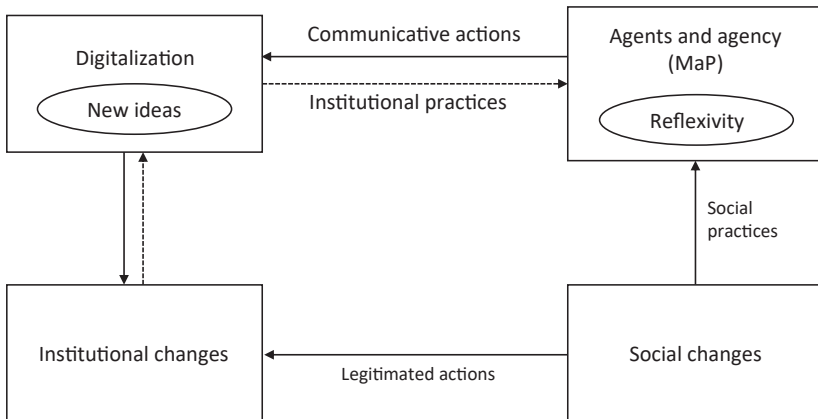 Digitalization
New ideas
Communicative actions
Institutional practices
Agents and agency
(MaP)
Reflexivity
Social
practices
Institutional changes
Legitimated actions
Social changes